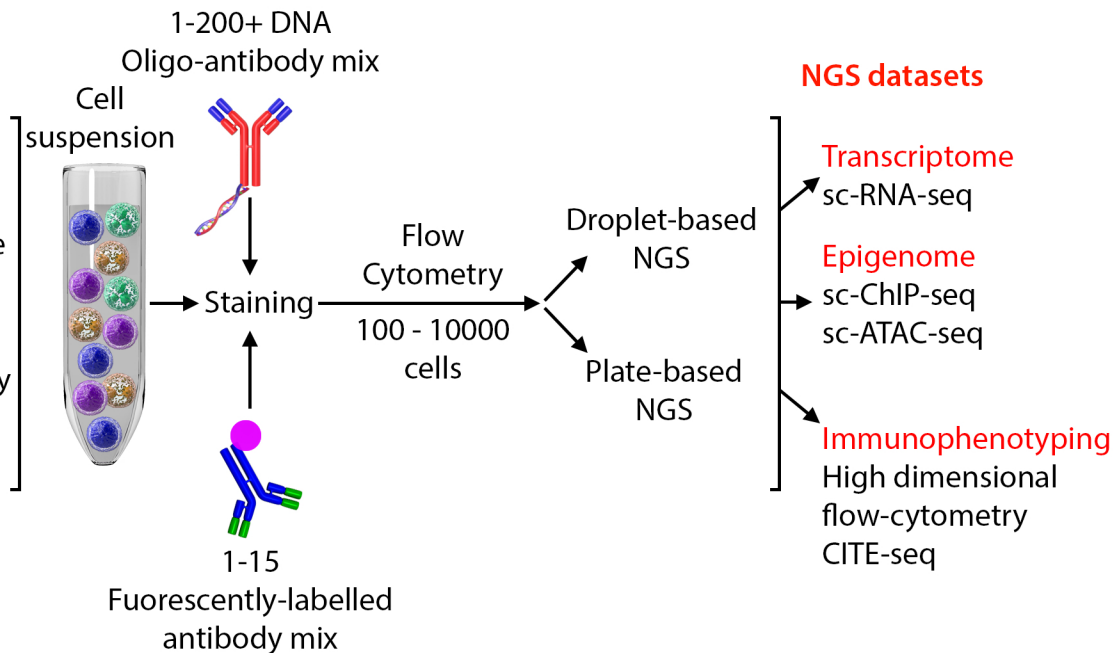 1-200+ DNA
Oligo-antibody mix
Cell
suspension
Staining
1-15
Fuorescently-labelled
antibody mix
Flow
Cytometry
100 - 10000
cells
Droplet-based
NGS
Plate-based
NGS
NGS datasets
Transcriptome
sc-RNA-seq
Epigenome
sc-ChIP-seq
sc-ATAC-seq
Immunophenotyping
High dimensional
flow-cytometry
CITE-seq